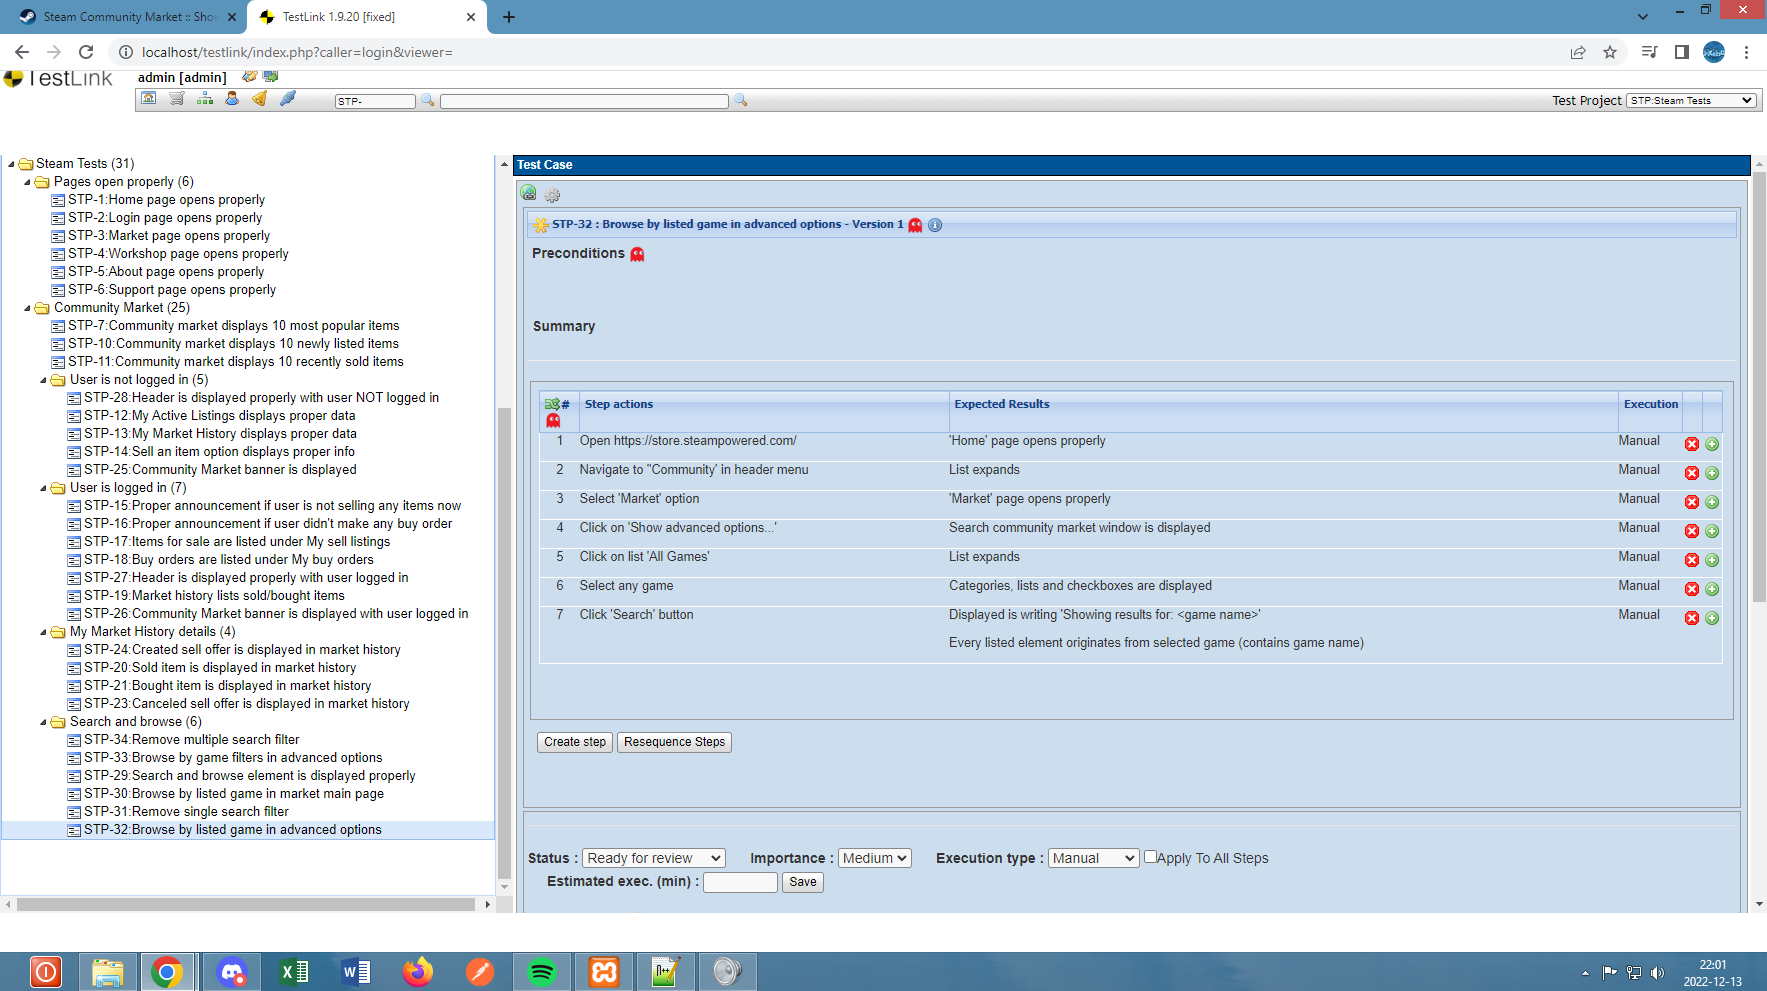 Steam Community Market :: Sho
TestLink 1.9.20 [fixed]
localhost/testlink/index.php?caller=login&viewer=
TestLink
admin [admin]
STP-
Test Project STP:Steam Tests
Steam Tests (31)
Pages open properly (6)
STP-1:Home page opens properly
STP-2:Login page opens properly
STP-3:Market page opens properly
STP-4:Workshop page opens properly
STP-5:About page opens properly
STP-6:Support page opens properly
Community Market (25)
STP-7:Community market displays 10 most popular items
STP-10:Community market displays 10 newly listed items
STP-11:Community market displays 10 recently sold items
User is not logged in (5)
STP-28:Header is displayed properly with user NOT logged in
STP-12:My Active Listings displays proper data
STP-13:My Market History displays proper data
STP-14:Sell an item option displays proper info
STP-25:Community Market banner is displayed
User is logged in (7)
STP-15:Proper announcement if user is not selling any items now
STP-16:Proper announcement if user didn't make any buy order
STP-17:Items for sale are listed under My sell listings
STP-18:Buy orders are listed under My buy orders
STP-27:Header is displayed properly with user logged in
STP-19:Market history lists sold/bought items
STP-26:Community Market banner is displayed with user logged in
My Market History details (4)
STP-24:Created sell offer is displayed in market history
STP-20:Sold item is displayed in market history
STP-21:Bought item is displayed in market history
STP-23:Canceled sell offer is displayed in market history
Search and browse (6)
STP-34:Remove multiple search filter
STP-33:Browse by game filters in advanced options
STP-29:Search and browse element is displayed properly
STP-30:Browse by listed game in market main page
STP-31:Remove single search filter
STP-32:Browse by listed game in advanced options
Test Case
STP-32 : Browse by listed game in advanced options - Version 1
Preconditions
Summary
# Step actions Expected Results Execution
1 Open https://store.steampowered.com/ 'Home' page opens properly Manual
2 Navigate to "Community' in header menu List expands Manual
3 Select 'Market' option 'Market' page opens properly Manual
4 Click on 'Show advanced options...' Search community market window is displayed Manual
5 Click on list 'All Games' List expands Manual
6 Select any game Categories, lists and checkboxes are displayed Manual
7 Click 'Search' button Displayed is writing 'Showing results for: <game name>' Manual
Every listed element originates from selected game (contains game name)
Create step Resequence Steps
Status : Ready for review Importance : Medium Execution type : Manual Apply To All Steps
Estimated exec. (min) : Save
22:01
2022-12-13